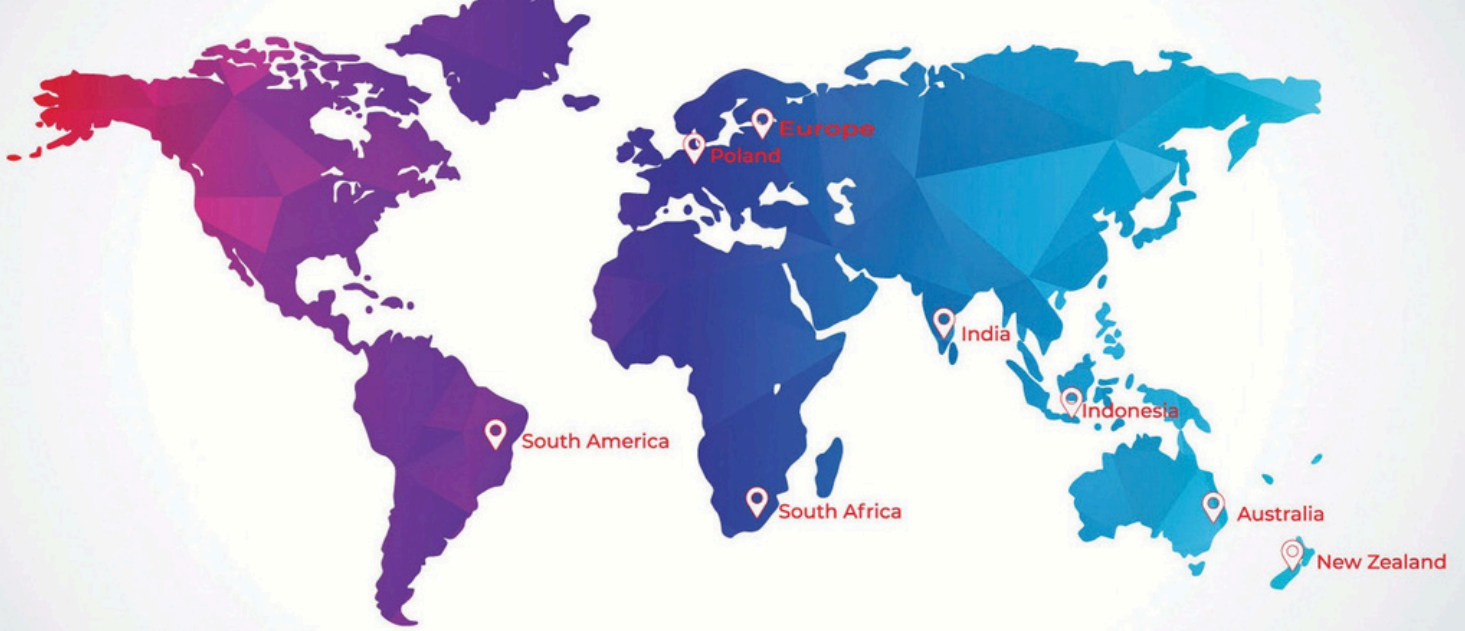 Europe
Poland
India
Indonesia
South America
South Africa
Australia
New Zealand